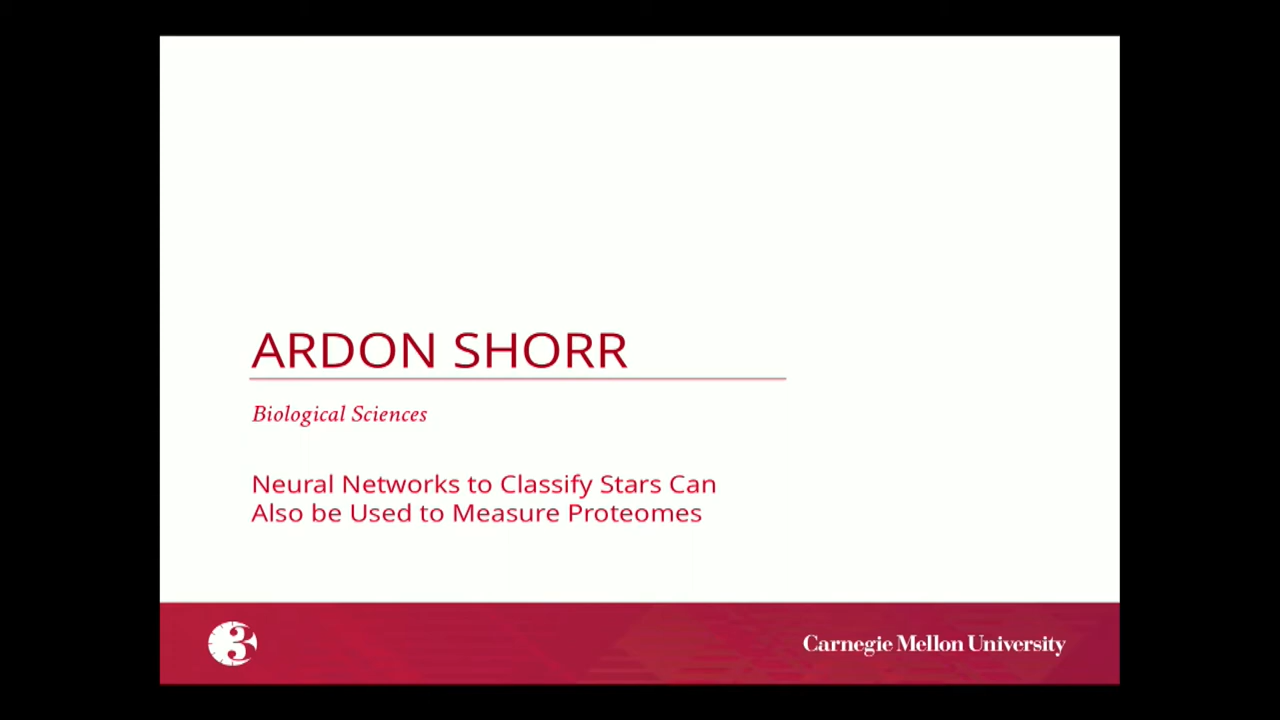 ARDON SHORR
Biological Sciences
Neural Networks to Classify Stars Can
Also be Used to Measure Proteomes
3
Carnegie Mellon University